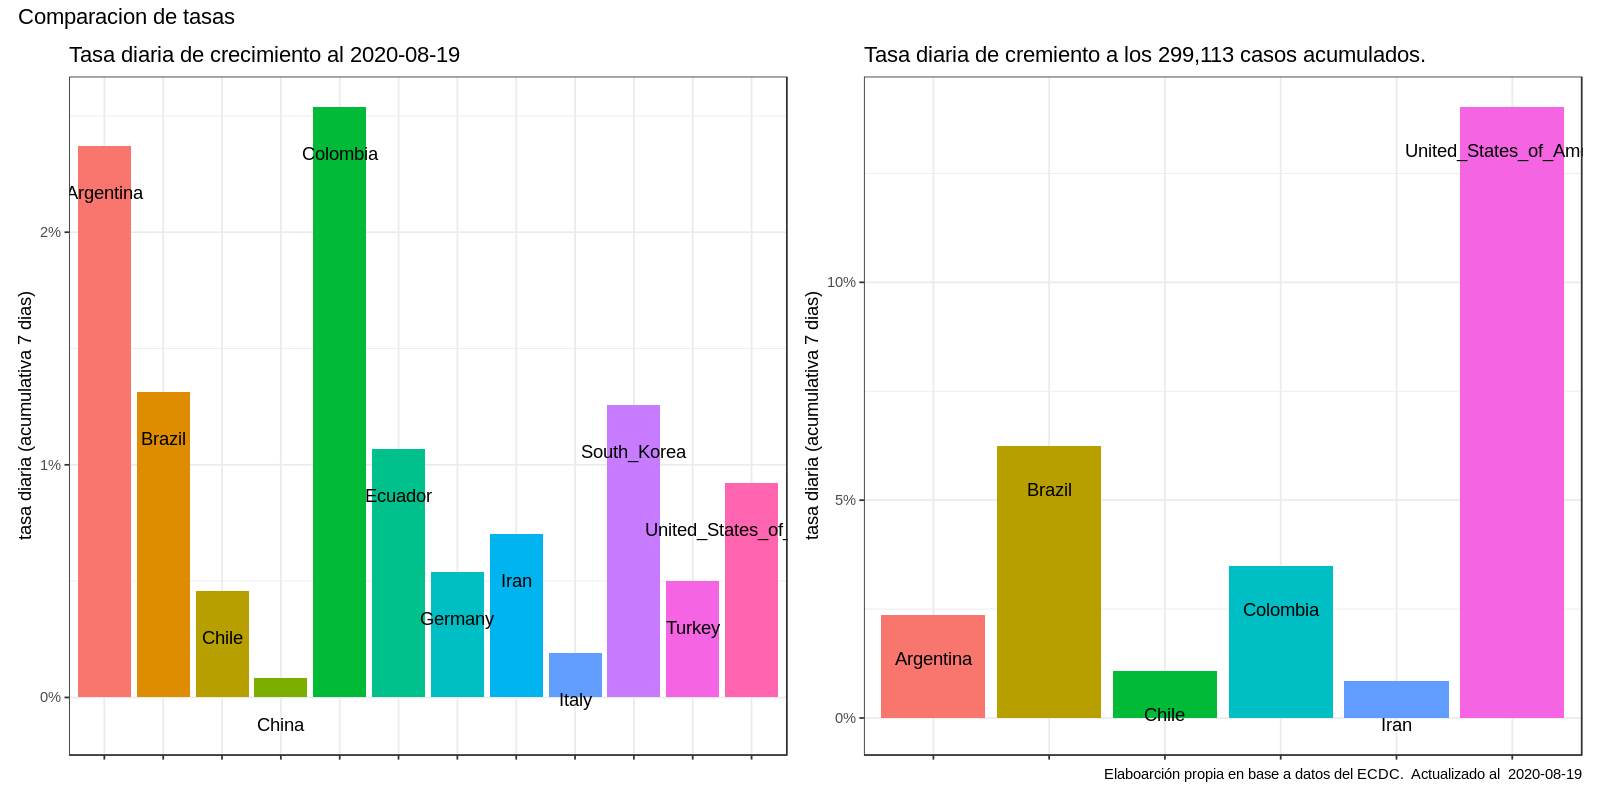 Comparacion de tasas
Tasa diaria de crecimiento al 2020-08-19
tasa diaria (acumulativa 7 dias)
2%
1%
0%
Argentina
Brazil
Chile
China
Colombia
Ecuador
Germany
Iran
Italy
South_Korea
Turkey
United_States_of_
Tasa diaria de cremiento a los 299,113 casos acumulados.
tasa diaria (acumulativa 7 dias)
10%
5%
0%
Argentina
Brazil
Chile
Colombia
Iran
United_States_of_Ame
Elaboarción propia en base a datos del ECDC.  Actualizado al  2020-08-19